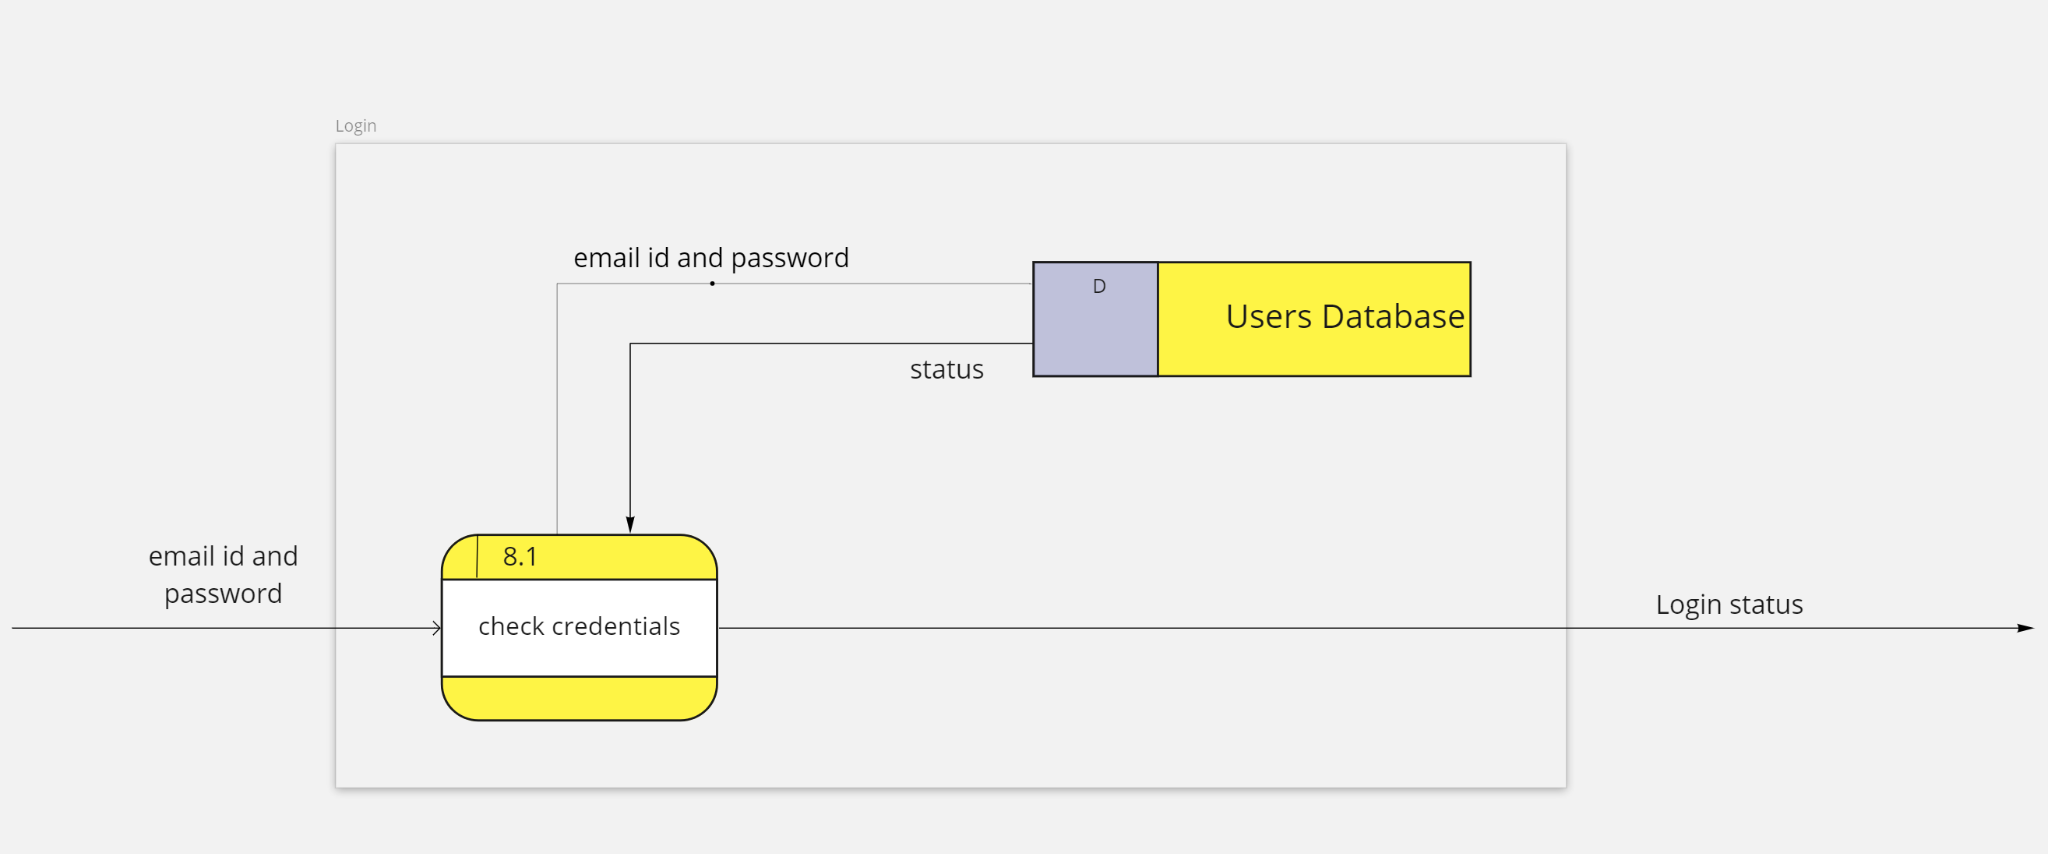 Login
email id and password
D
Users Database
status
8.1
email id and
password
check credentials
Login status